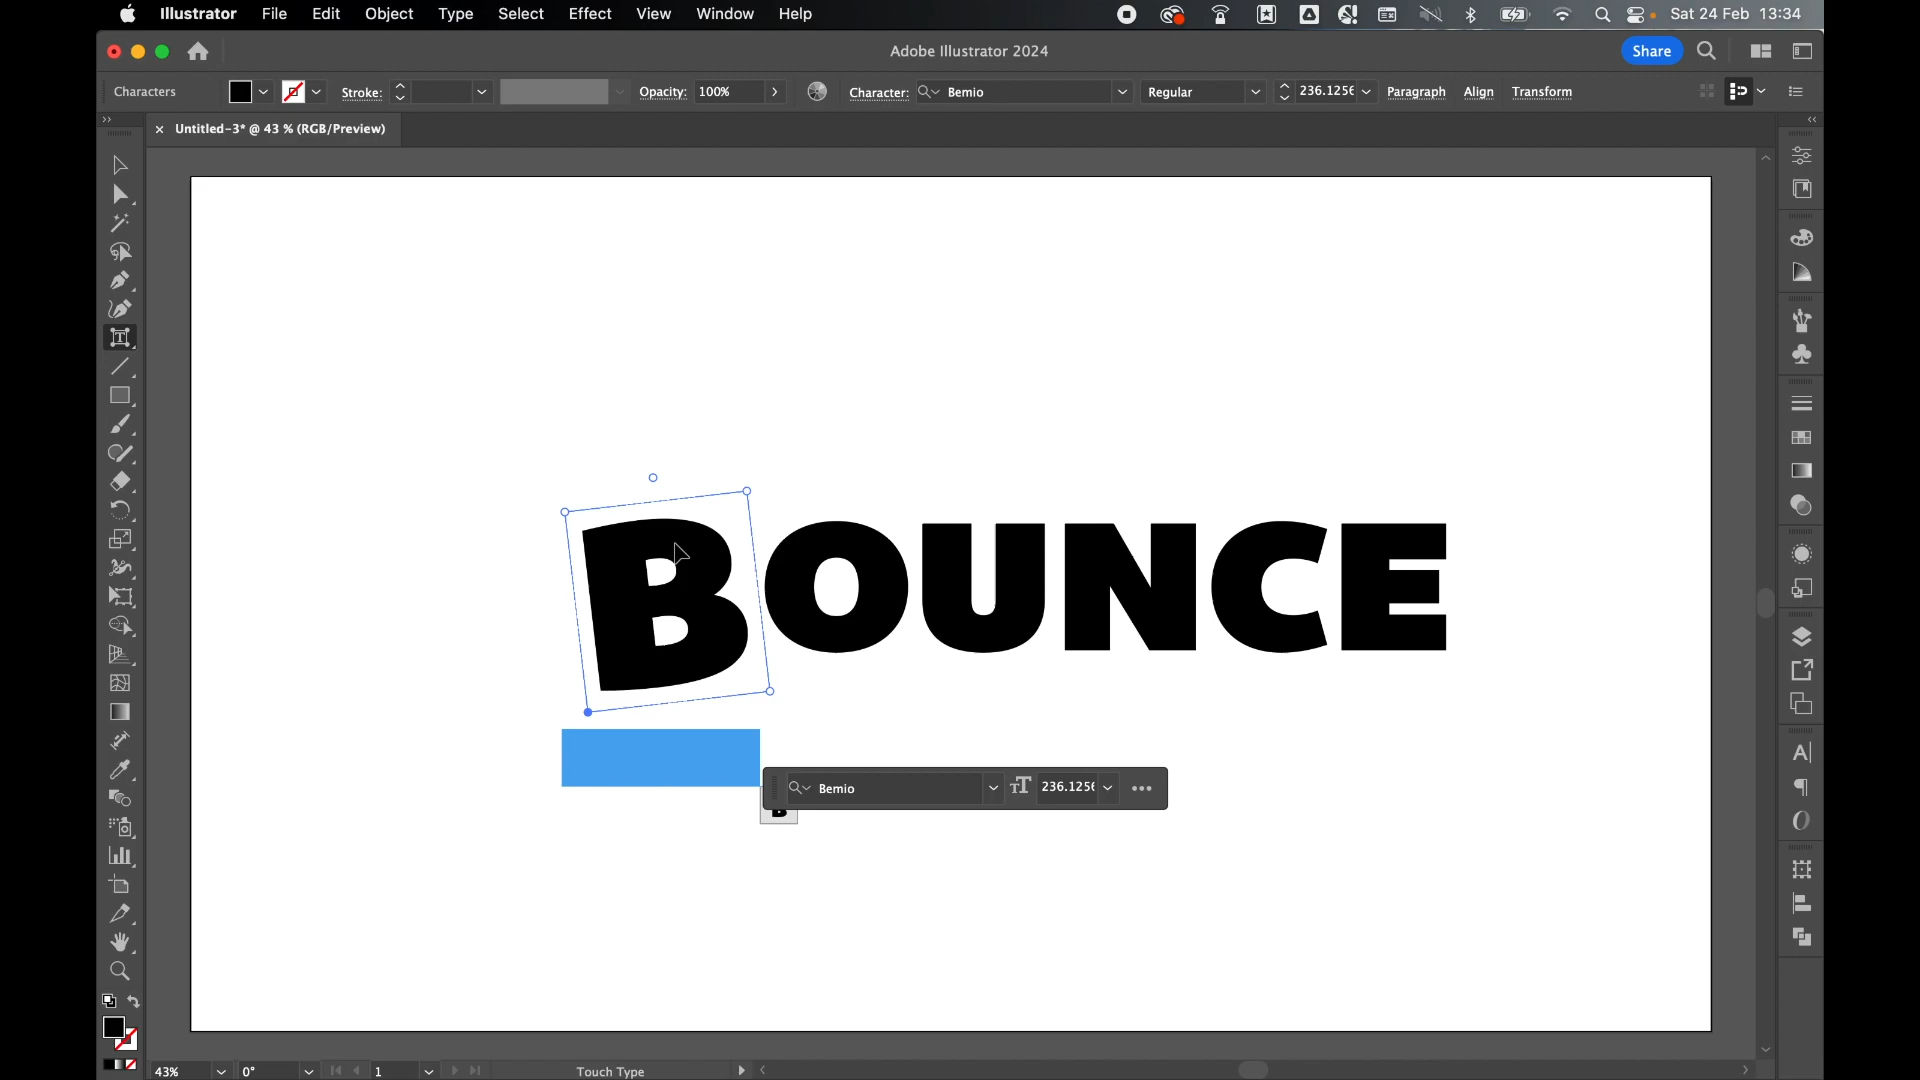 Illustrator File Edit Object Type Select Effect View Window Help Sat 24 Feb 13:34
Adobe Illustrator 2024 Share
Characters Stroke: Opacity: 100% Character: Bemio Regular 236.1256 Paragraph Align Transform
Untitled-3* @ 43 % (RGB/Preview)
BOUNCE
Bemio 236.1256
B
43% 0° 1 Touch Type